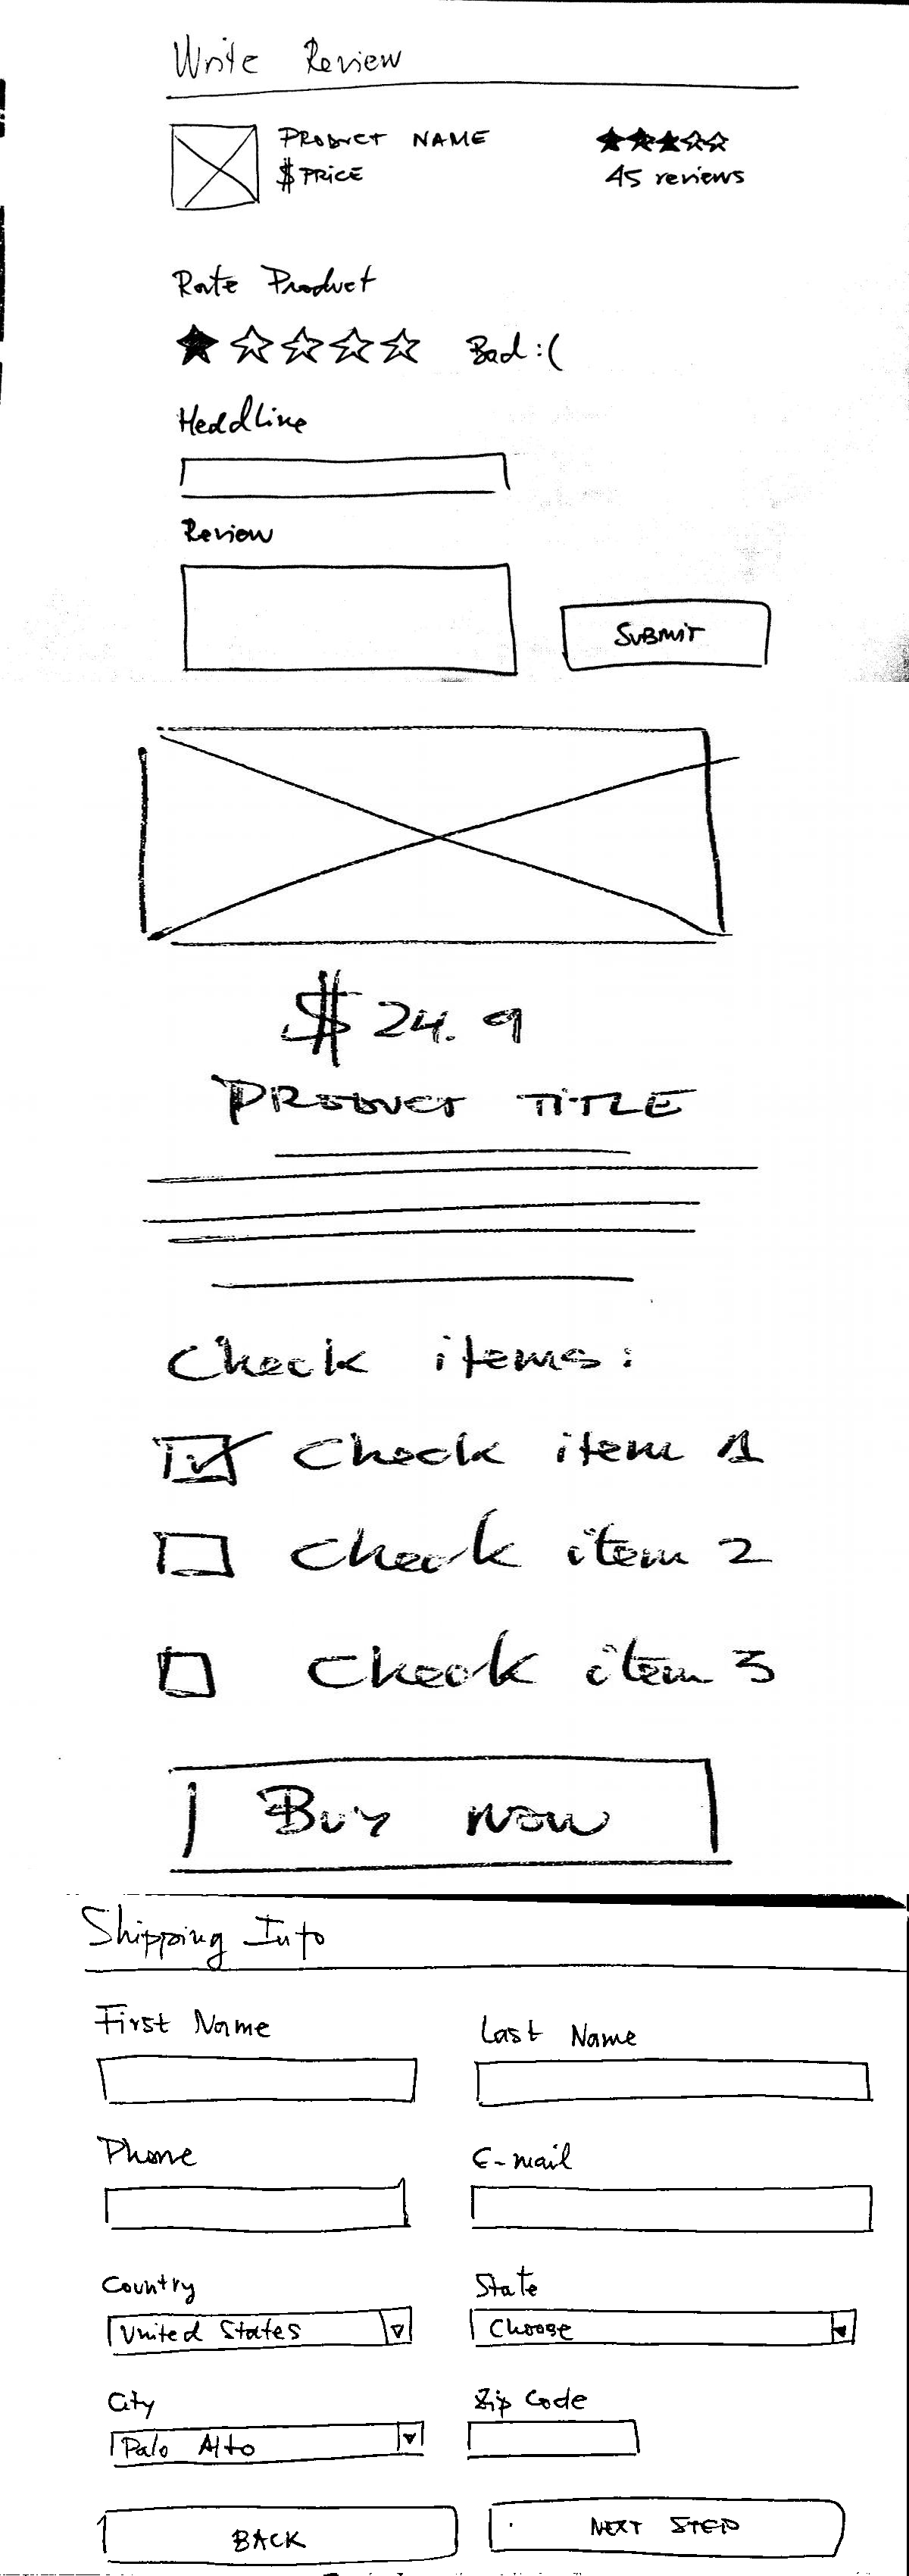 Write Review
PRODUCT NAME
$ PRICE
45 reviews
Rate Product
Bad :(
Headline
Review
SUBMIT
$ 24.9
PRODUCT TITLE
Check items:
Check item 1
Check item 2
Check item 3
Buy now
Shipping Info
First Name Last Name
Phone E-mail
Country State
United States Choose
City Zip Code
Palo Alto
BACK NEXT STEP